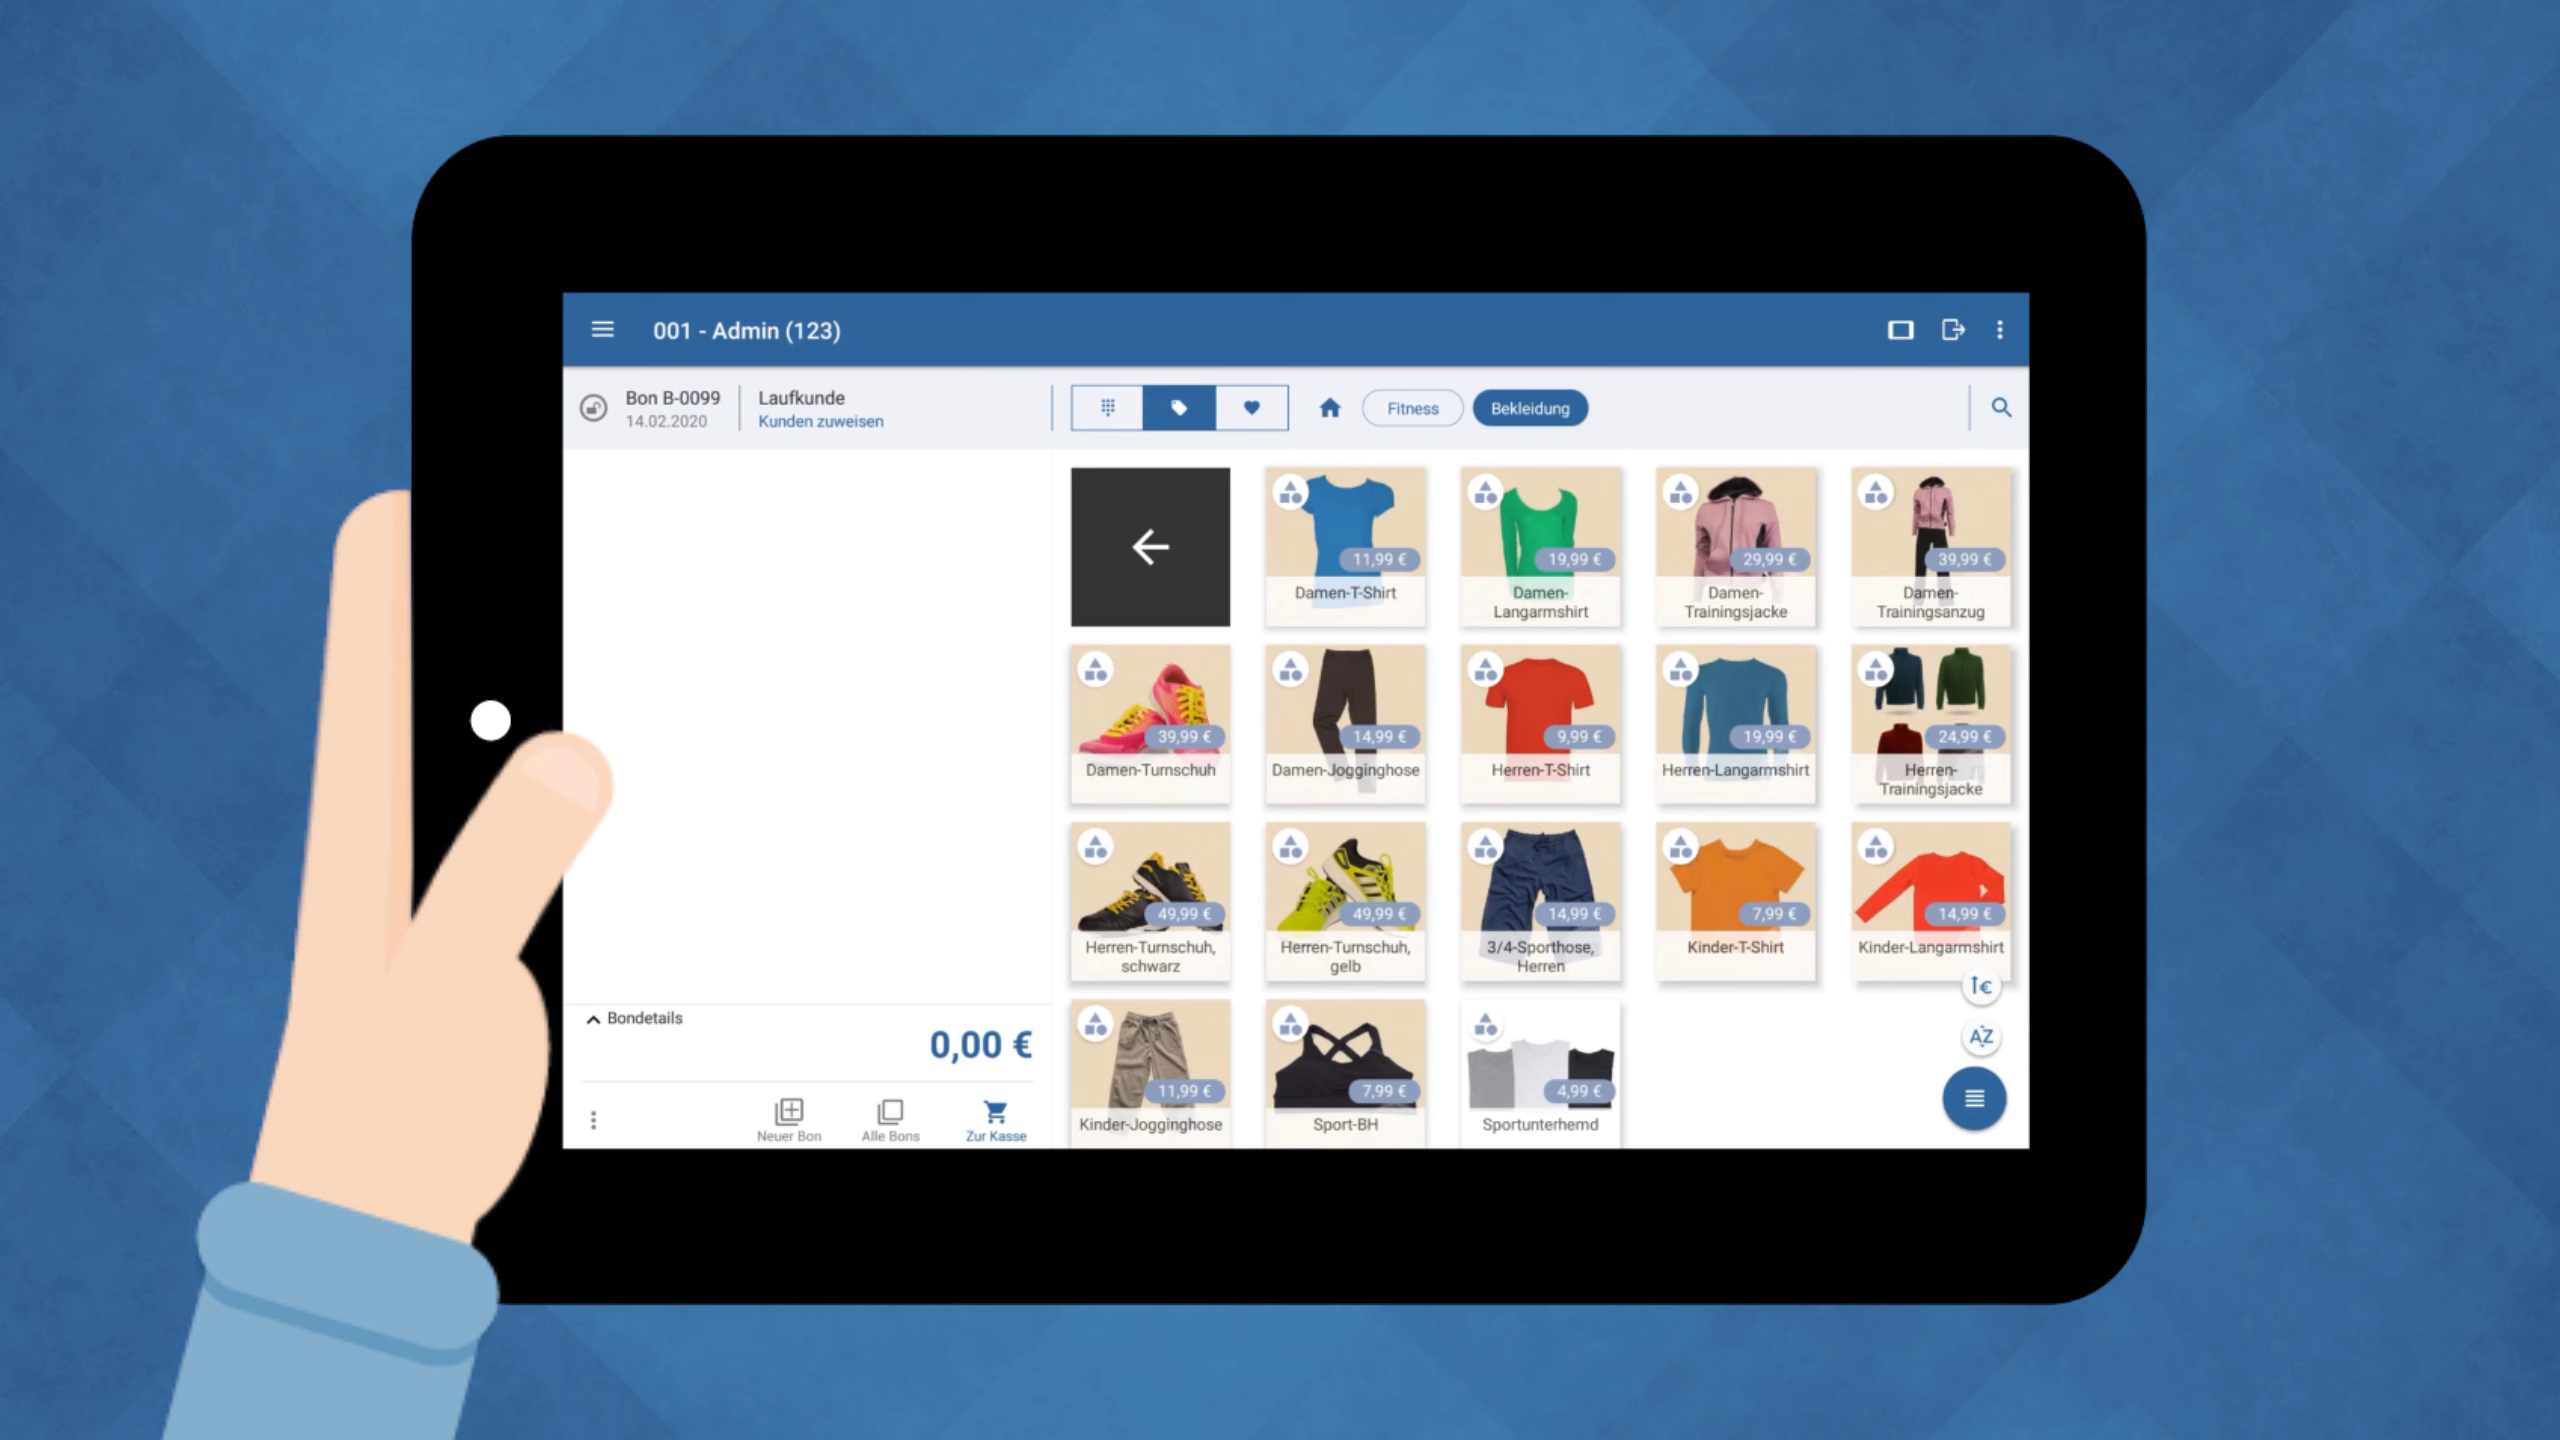 001 - Admin (123)
Bon B-0099
14.02.2020
Laufkunde
Kunden zuweisen
Fitness
Bekleidung
11,99 €
Damen-T-Shirt
19,99 €
Damen-
Langarmshirt
29,99 €
Damen-
Trainingsjacke
39,99 €
Damen-
Trainingsanzug
39,99 €
Damen-Turnschuh
14,99 €
Damen-Jogginghose
9,99 €
Herren-T-Shirt
19,99 €
Herren-Langarmshirt
24,99 €
Herren-
Trainingsjacke
49,99 €
Herren-Turnschuh,
schwarz
49,99 €
Herren-Turnschuh,
gelb
14,99 €
3/4-Sporthose,
Herren
7,99 €
Kinder-T-Shirt
14,99 €
Kinder-Langarmshirt
11,99 €
Kinder-Jogginghose
7,99 €
Sport-BH
4,99 €
Sportunterhemd
€
AZ
Bondetails
0,00 €
Neuer Bon
Alle Bons
Zur Kasse